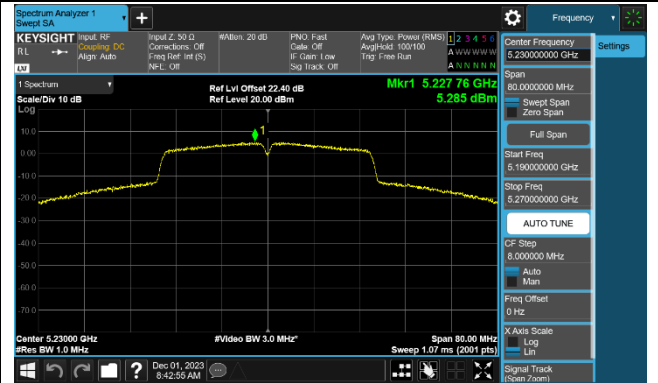 Spectrum Analyzer 1
Swept SA
Frequency
KEYSIGHT
RL
LXI
Input: RF
Coupling: DC
Align: Auto
Input Z: 50 Ω
Corrections: Off
Freq Ref: Int (S)
NFE: Off
#Atten: 20 dB
PNO: Fast
Gate: Off
IF Gain: Low
Sig Track: Off
Avg Type: Power (RMS)
Avg|Hold: 100/100
Trig: Free Run
1 2 3 4 5 6
A W W W W W
A N N N N N
1 Spectrum
Scale/Div 10 dB
Log
Ref Lvl Offset 22.40 dB
Ref Level 20.00 dBm
Mkr1 5.227 76 GHz
5.285 dBm
1
10.0
0.00
-10.0
-20.0
-30.0
-40.0
-50.0
-60.0
-70.0
Center 5.23000 GHz
#Res BW 1.0 MHz
#Video BW 3.0 MHz*
Span 80.00 MHz
Sweep 1.07 ms (2001 pts)
Dec 01, 2023
8:42:55 AM
Center Frequency
5.230000000 GHz
Settings
Span
80.0000000 MHz
Swept Span
Zero Span
Full Span
Start Freq
5.190000000 GHz
Stop Freq
5.270000000 GHz
AUTO TUNE
CF Step
8.000000 MHz
Auto
Man
Freq Offset
0 Hz
X Axis Scale
Log
Lin
Signal Track
(Span Zoom)